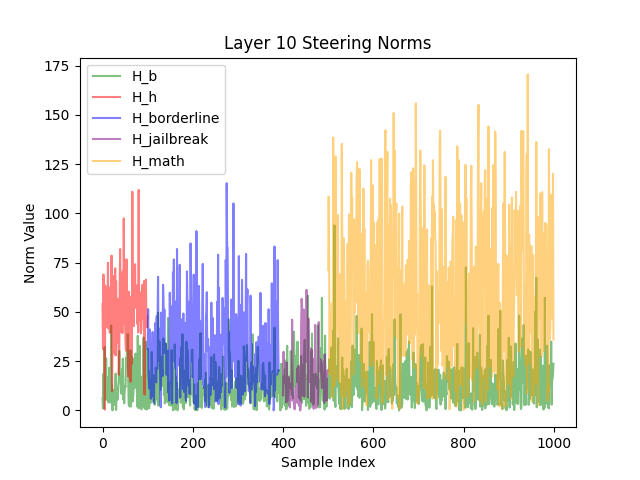 Layer 10 Steering Norms
175
150
125
100
75
50
25
0
Norm Value
H_b
H_h
H_borderline
H_jailbreak
H_math
0 200 400 600 800 1000
Sample Index